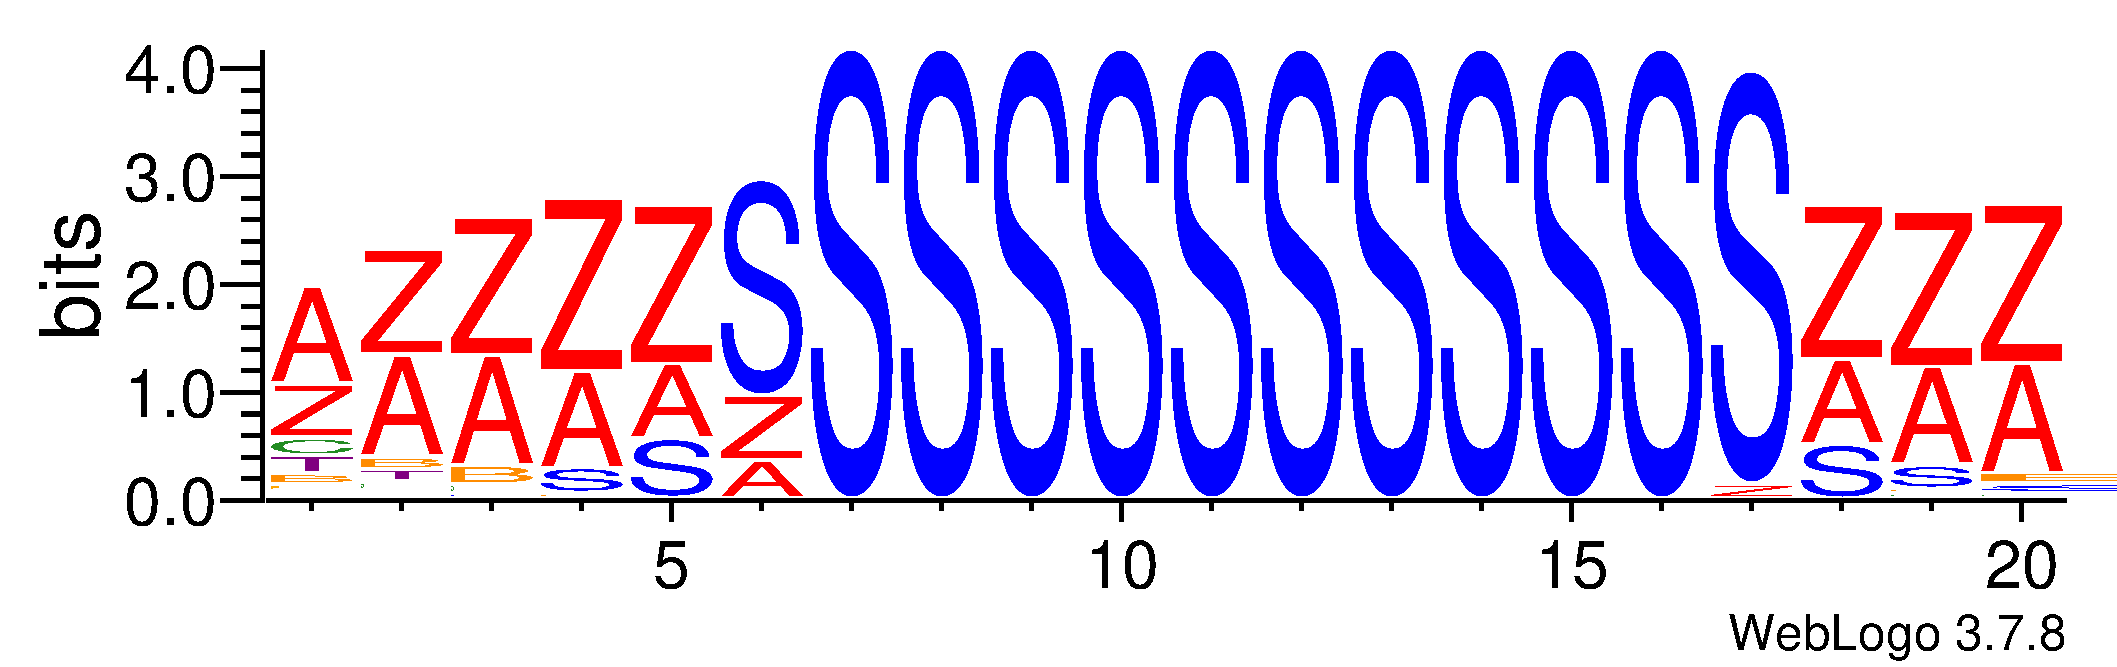 bits
4.0
3.0
2.0
1.0
0.0
A Z Z Z Z S S S S S S S S S S S S Z Z Z
Z A A A A Z Z A A A
C B B S S A S S
T T
B
5 10 15 20
WebLogo 3.7.8